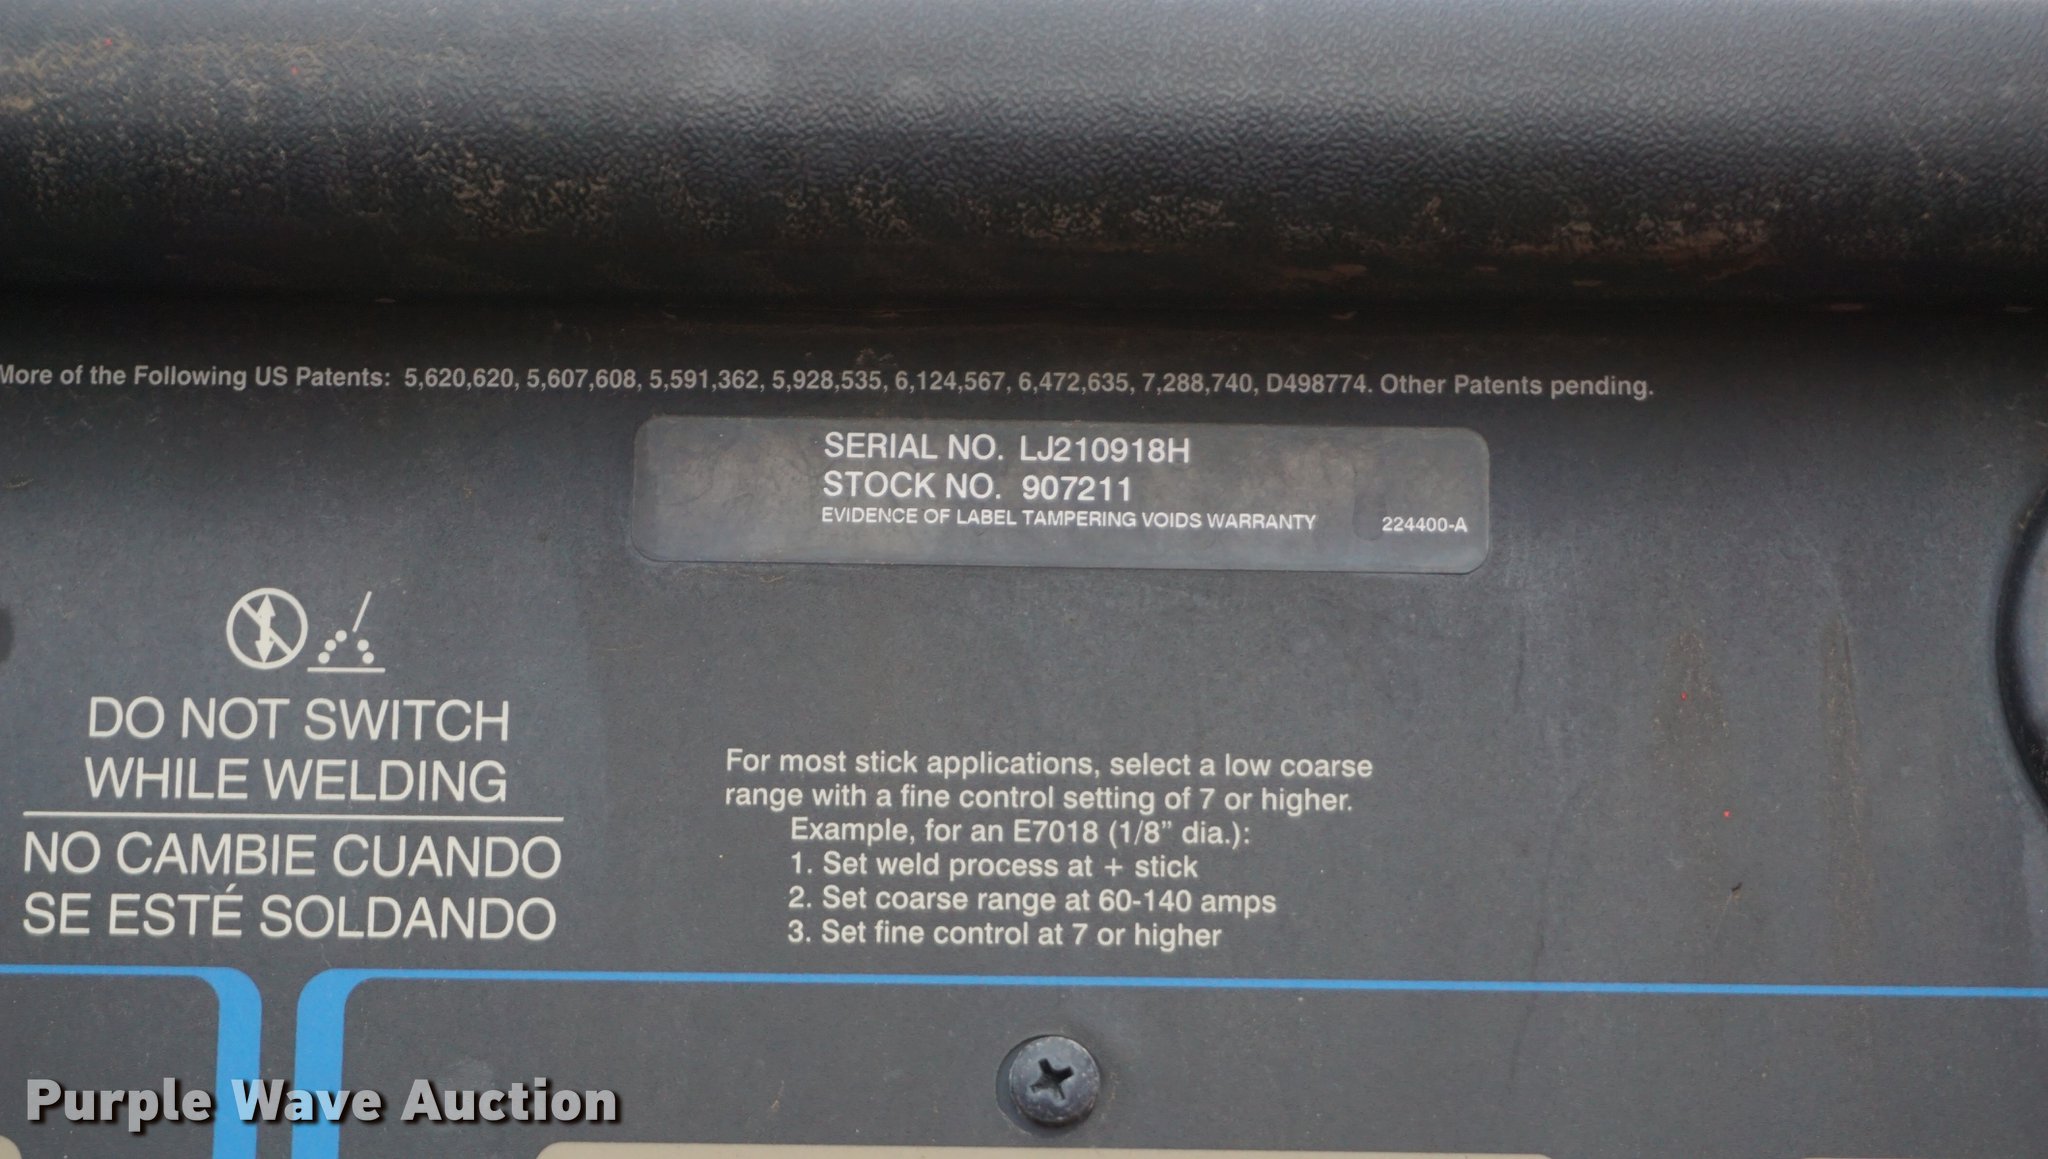 More of the Following US Patents: 5,620,620, 5,607,608, 5,591,362, 5,928,535, 6,124,567, 6,472,635, 7,288,740, D498774. Other Patents pending.
SERIAL NO. LJ210918H
STOCK NO. 907211
EVIDENCE OF LABEL TAMPERING VOIDS WARRANTY 224400-A
DO NOT SWITCH
WHILE WELDING
NO CAMBIE CUANDO
SE ESTÉ SOLDANDO
For most stick applications, select a low coarse
range with a fine control setting of 7 or higher.
Example, for an E7018 (1/8" dia.):
1. Set weld process at + stick
2. Set coarse range at 60-140 amps
3. Set fine control at 7 or higher
Purple Wave Auction